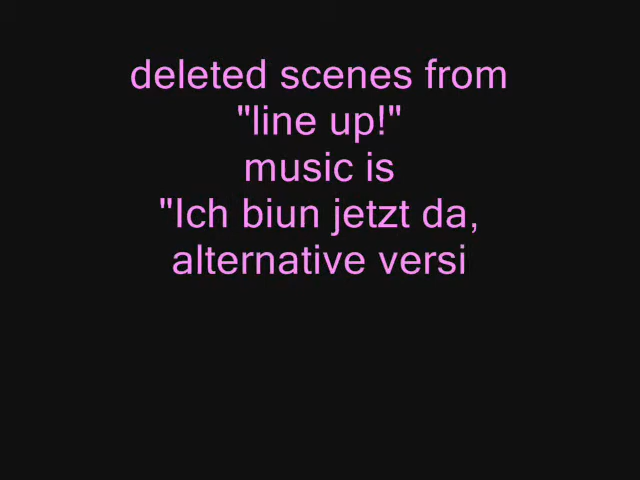 deleted scenes from
"line up!"
music is
"Ich biun jetzt da,
alternative versi